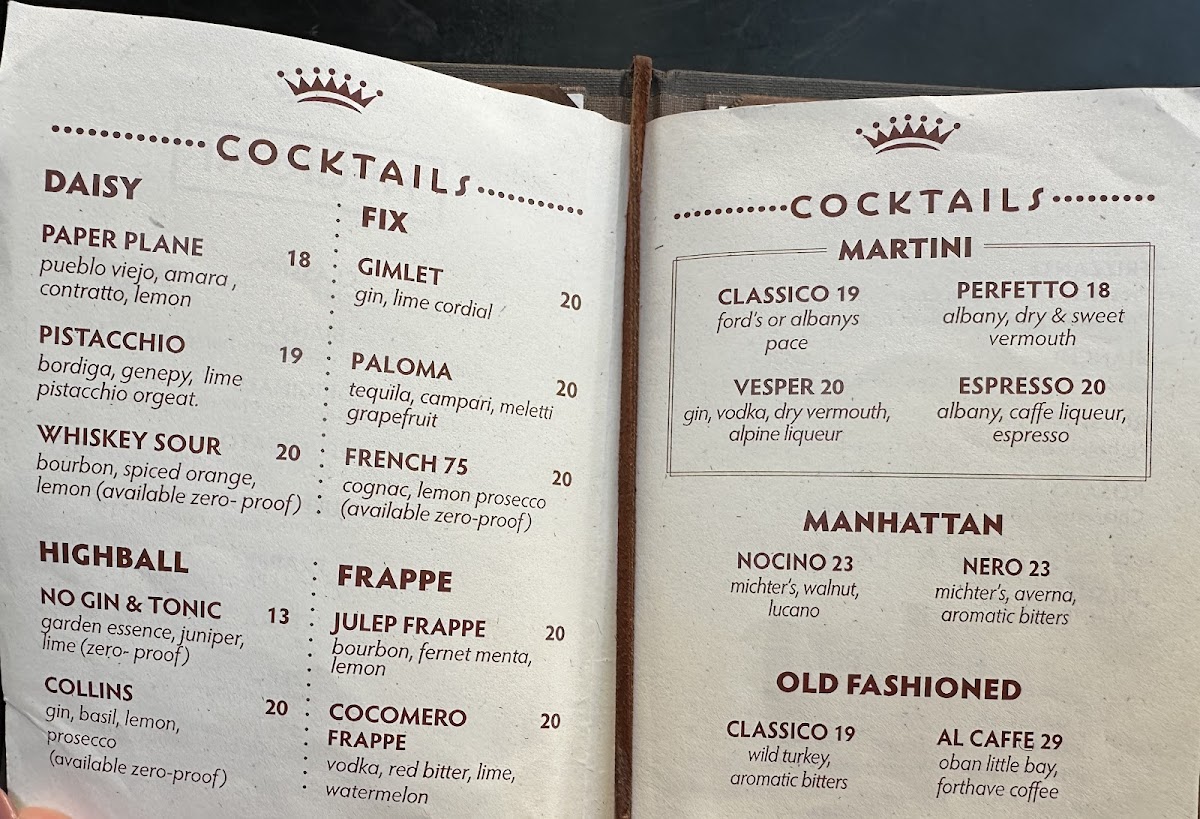 COCKTAILS
DAISY
PAPER PLANE 18
pueblo viejo, amara ,
contratto, lemon
PISTACCHIO 19
bordiga, genepy, lime
pistacchio orgeat.
WHISKEY SOUR 20
bourbon, spiced orange,
lemon (available zero- proof)
HIGHBALL
NO GIN & TONIC 13
garden essence, juniper,
lime (zero- proof)
COLLINS 20
gin, basil, lemon,
prosecco
(available zero-proof)
FIX
GIMLET 20
gin, lime cordial
PALOMA 20
tequila, campari, meletti
grapefruit
FRENCH 75 20
cognac, lemon prosecco
(available zero-proof)
FRAPPE
JULEP FRAPPE 20
bourbon, fernet menta,
lemon
COCOMERO 20
FRAPPE
vodka, red bitter, lime,
watermelon
COCKTAILS
MARTINI
CLASSICO 19
ford's or albanys
pace
PERFETTO 18
albany, dry & sweet
vermouth
VESPER 20
gin, vodka, dry vermouth,
alpine liqueur
ESPRESSO 20
albany, caffe liqueur,
espresso
MANHATTAN
NOCINO 23
michter's, walnut,
lucano
NERO 23
michter's, averna,
aromatic bitters
OLD FASHIONED
CLASSICO 19
wild turkey,
aromatic bitters
AL CAFFE 29
oban little bay,
forthave coffee